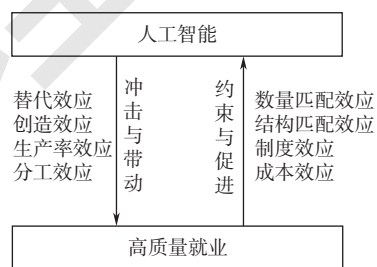 人工智能
替代效应
创造效应
生产率效应
分工效应
冲击与带动
约束与促进
数量匹配效应
结构匹配效应
制度效应
成本效应
高质量就业